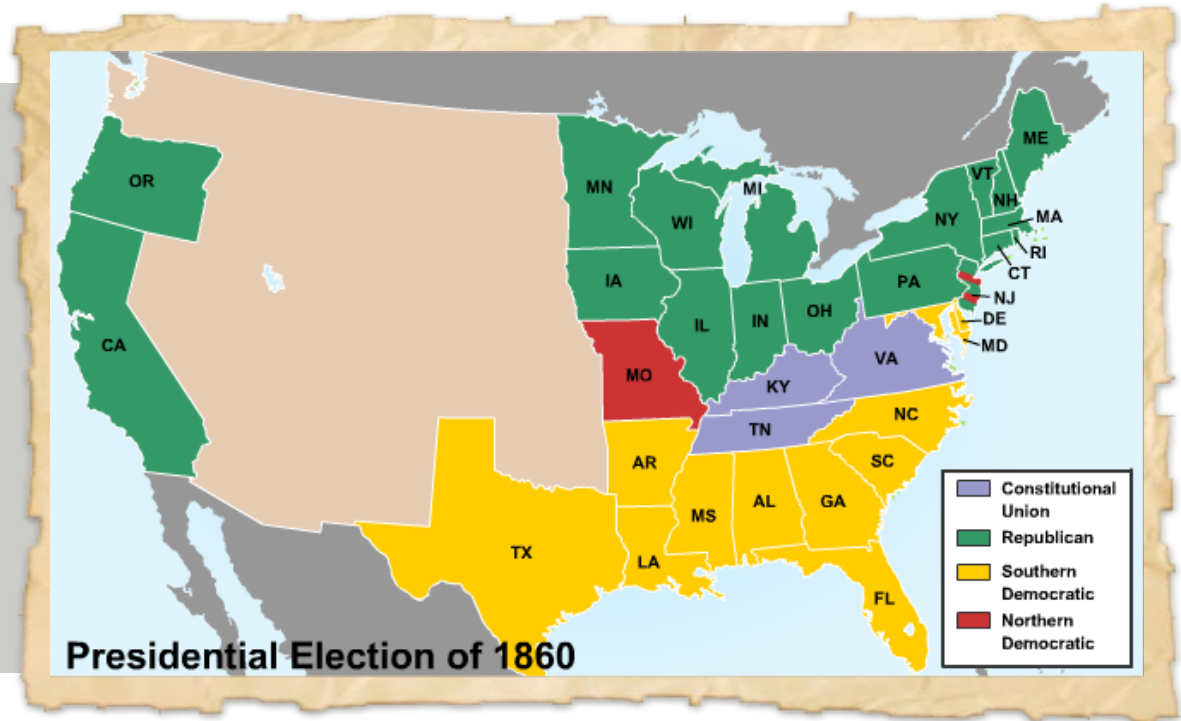 ME
VT
OR
MN
MI
NH
MA
WI
NY
RI
CT
IA
PA
NJ
OH
DE
IL
IN
CA
MD
VA
MO
KY
NC
TN
AR
SC
MS
AL
GA
TX
LA
FL
Constitutional
Union
Republican
Southern
Democratic
Northern
Democratic
Presidential Election of 1860